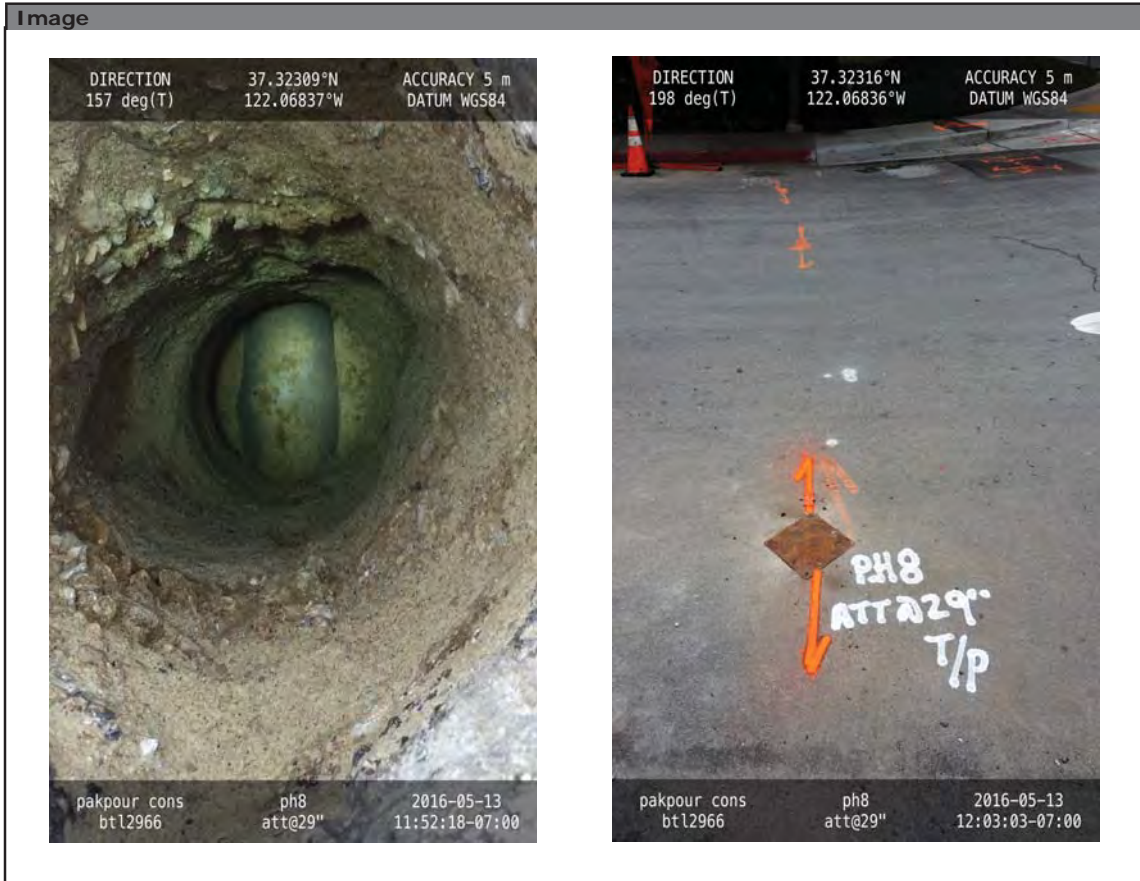 Image
DIRECTION 37.32309°N ACCURACY 5 m
157 deg(T) 122.06837°W DATUM WGS84
pakpour cons ph8 2016-05-13
btl2966 att@29" 11:52:18-07:00
DIRECTION 37.32316°N ACCURACY 5 m
198 deg(T) 122.06836°W DATUM WGS84
8
PH8
ATT@29"
T/P
pakpour cons ph8 2016-05-13
btl2966 att@29" 12:03:03-07:00